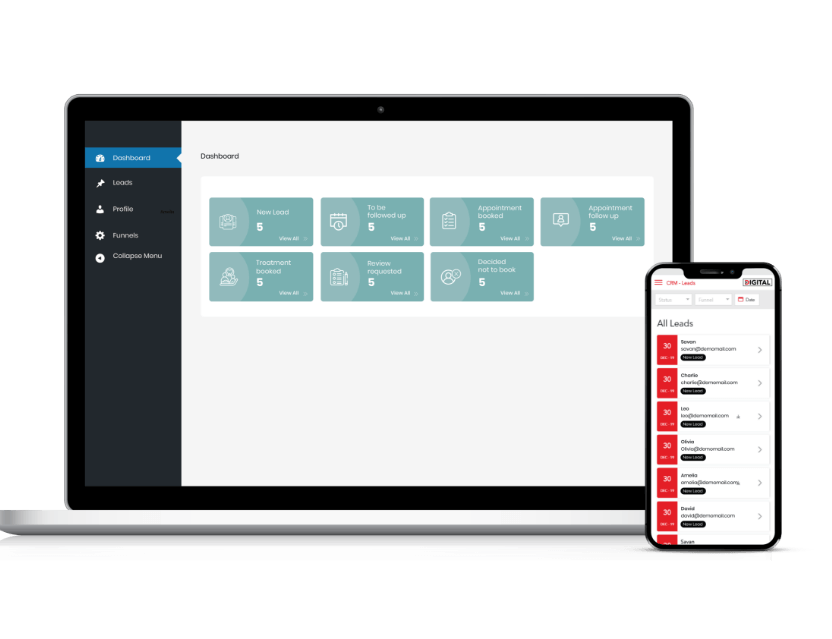 Dashboard
Leads
Profile
Funnels
Collapse Menu
Dashboard
New Lead
5
View All
To be
followed up
5
View All
Appointment
booked
5
View All
Appointment
follow up
5
View All
Treatment
booked
5
View All
Review
requested
5
View All
Decided
not to book
5
View All
CRM - Leads
DIGITAL
Status
Funnel
Date
All Leads
30
DEC - 19
Savan
savan@demomail.com
New Lead
30
DEC - 19
Charlie
charlie@demomail.com
New Lead
30
DEC - 19
Leo
leo@demomail.com
New Lead
30
DEC - 19
Olivia
Olivia@demomail.com
New Lead
30
DEC - 19
Amelia
amelia@demomail.com
New Lead
30
DEC - 19
David
david@demomail.com
New Lead
Savan